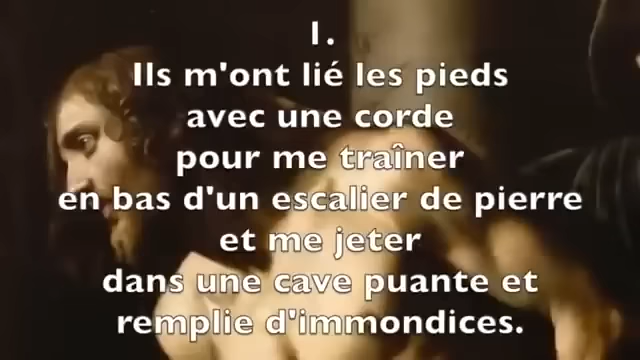 1.
Ils m'ont lié les pieds
avec une corde
pour me traîner
en bas d'un escalier de pierre
et me jeter
dans une cave puante et
remplie d'immondices.